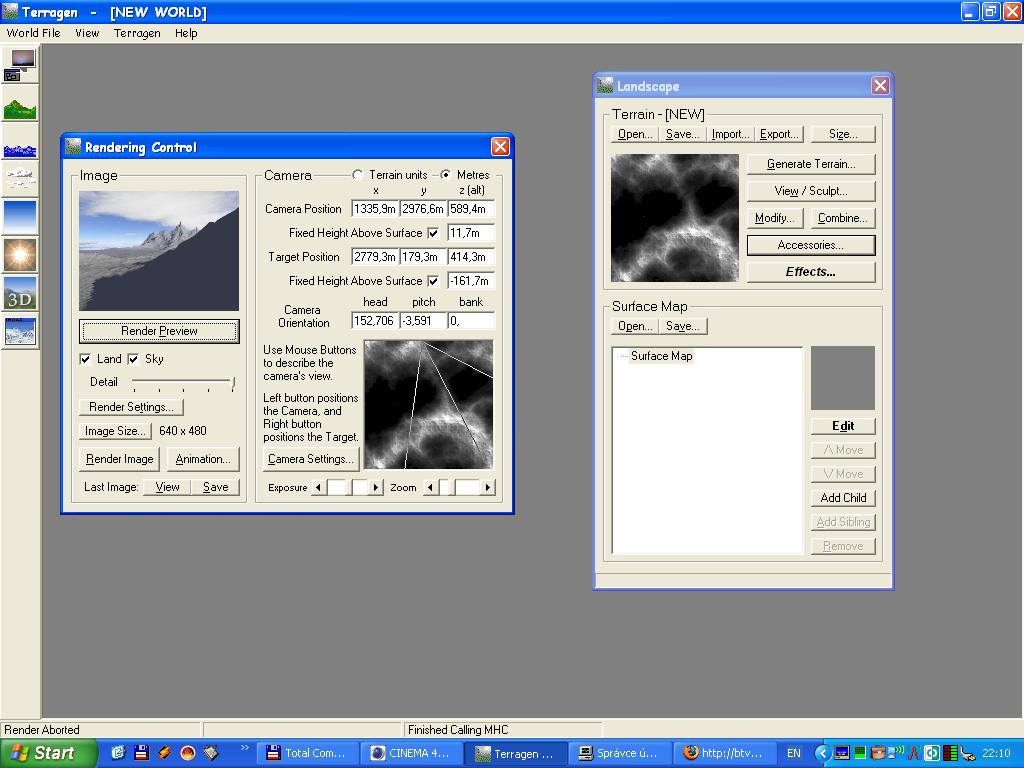 Terragen - [NEW WORLD]
World File View Terragen Help
Rendering Control
Image
Render Preview
Land Sky
Detail
Render Settings...
Image Size... 640 x 480
Render Image Animation...
Last Image: View Save
Camera Terrain units Metres
x y z (alt)
Camera Position 1335,9m 2976,6m 589,4m
Fixed Height Above Surface 11,7m
Target Position 2779,3m 179,3m 414,3m
Fixed Height Above Surface -161,7m
head pitch bank
Camera
Orientation
152,706 -3,591 0,
Use Mouse Buttons
to describe the
camera's view.
Left button positions
the Camera, and
Right button
positions the Target.
Camera Settings...
Exposure Zoom
Landscape
Terrain - [NEW]
Open... Save... Import... Export... Size...
Generate Terrain...
View / Sculpt...
Modify... Combine...
Accessories...
Effects...
Surface Map
Open... Save...
Surface Map
Edit
/\ Move
\/ Move
Add Child
Add Sibling
Remove
3D
Render Aborted Finished Calling MHC
Start Total Com... CINEMA 4... Terragen ... Správce ú... http://btv... EN 22:10